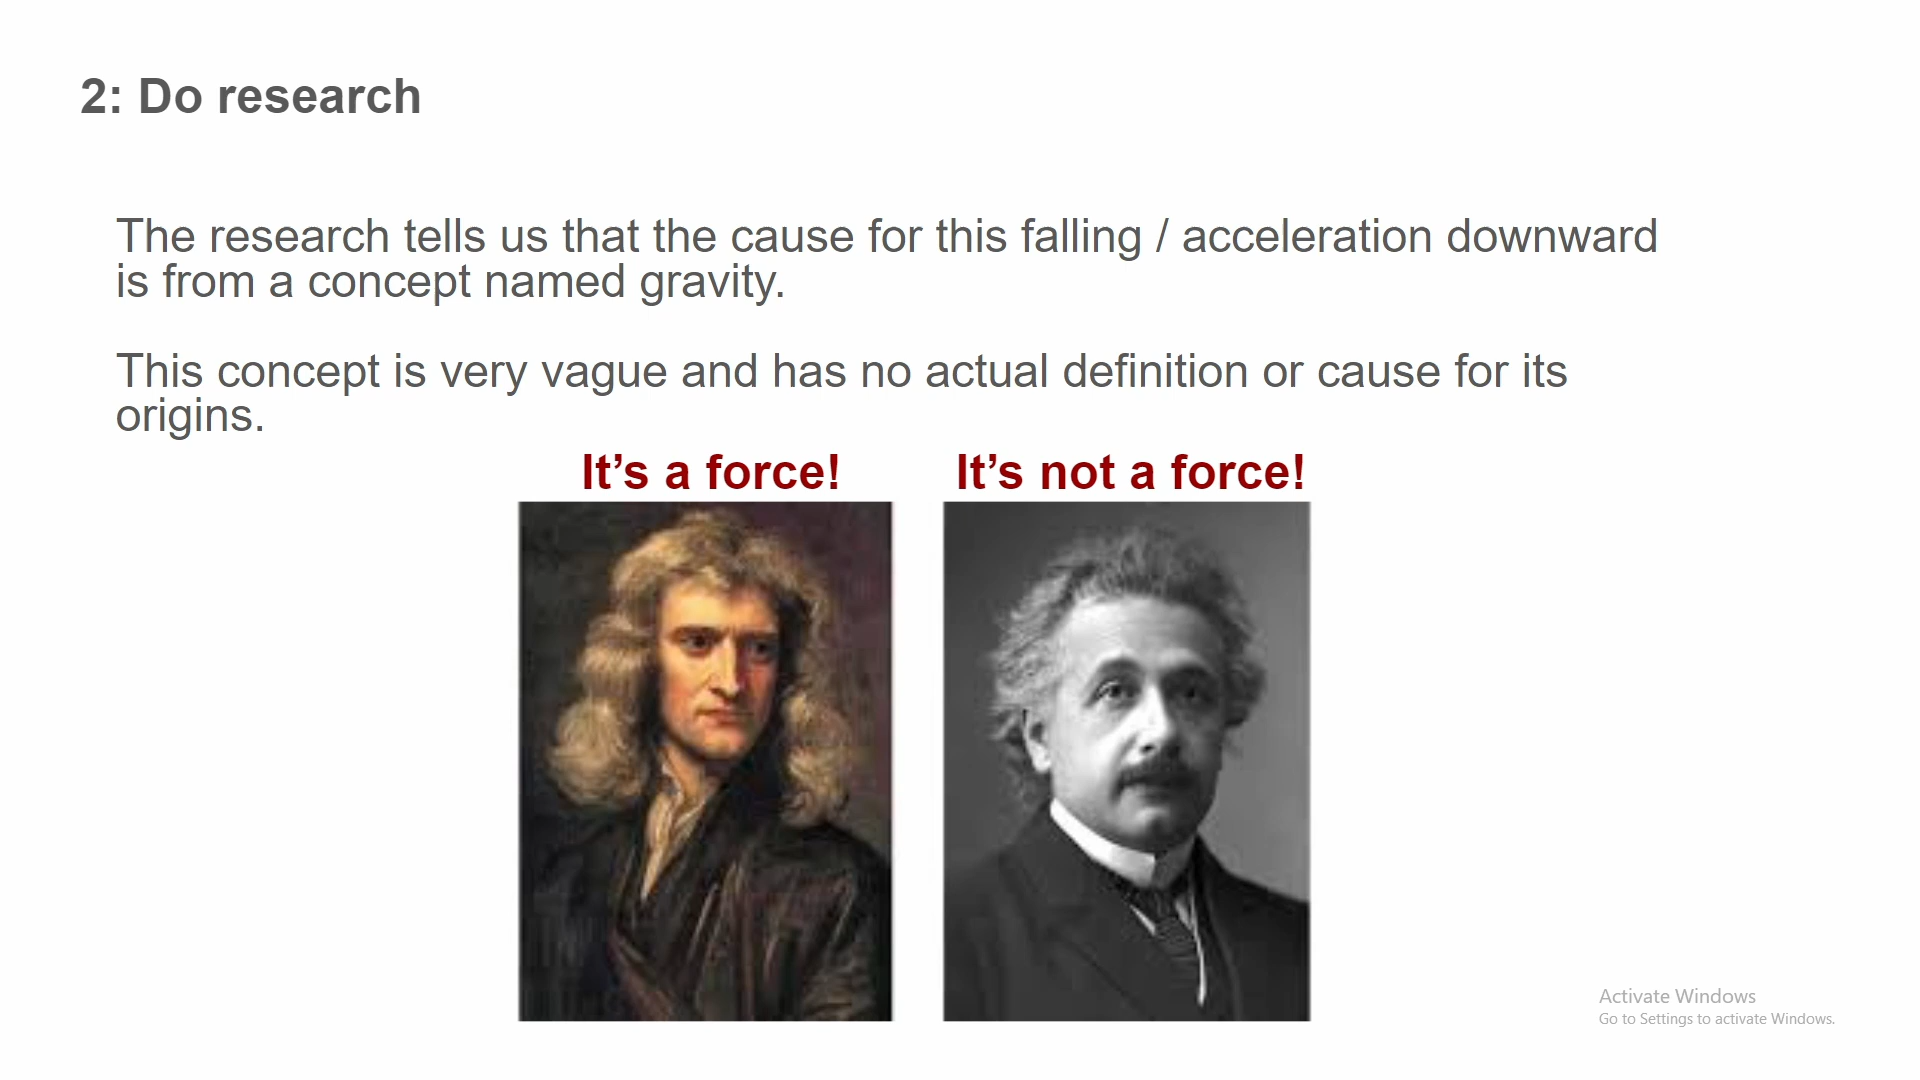 2: Do research
The research tells us that the cause for this falling / acceleration downward
is from a concept named gravity.
This concept is very vague and has no actual definition or cause for its
origins.
It’s a force!
It’s not a force!
Activate Windows
Go to Settings to activate Windows.